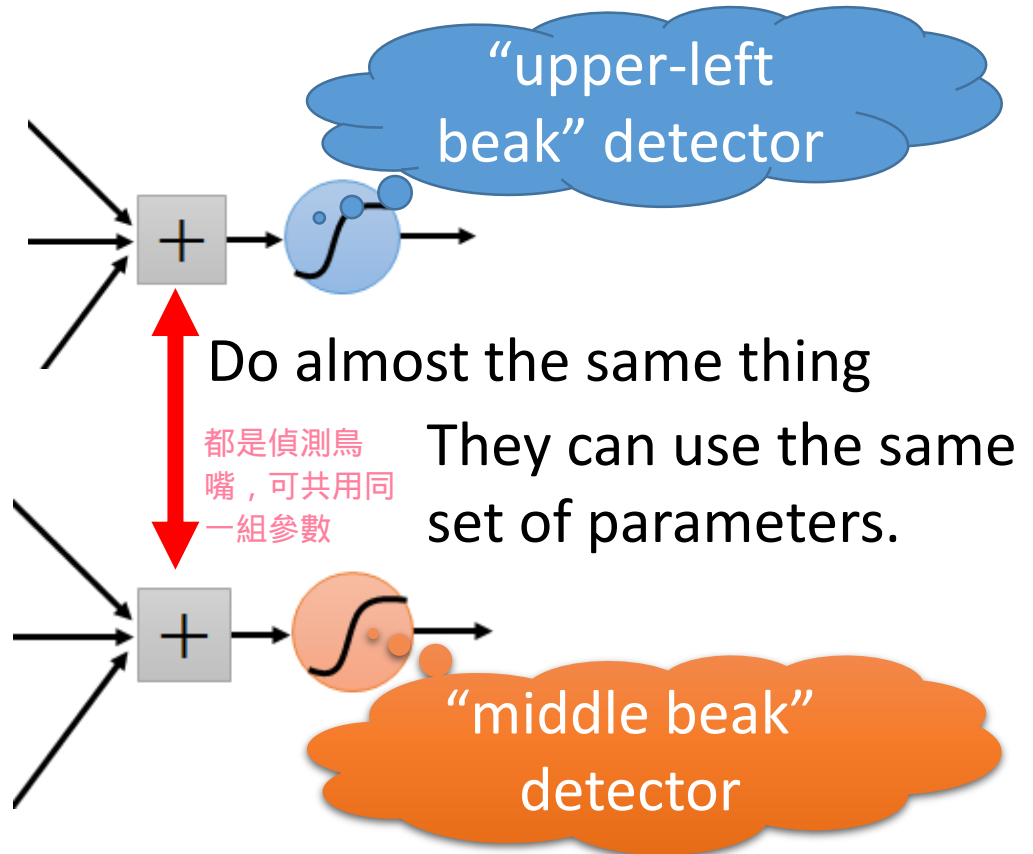 “upper-left
beak” detector
+
Do almost the same thing
都是偵測鳥
嘴，可共用同
一組參數
They can use the same
set of parameters.
+
“middle beak”
detector